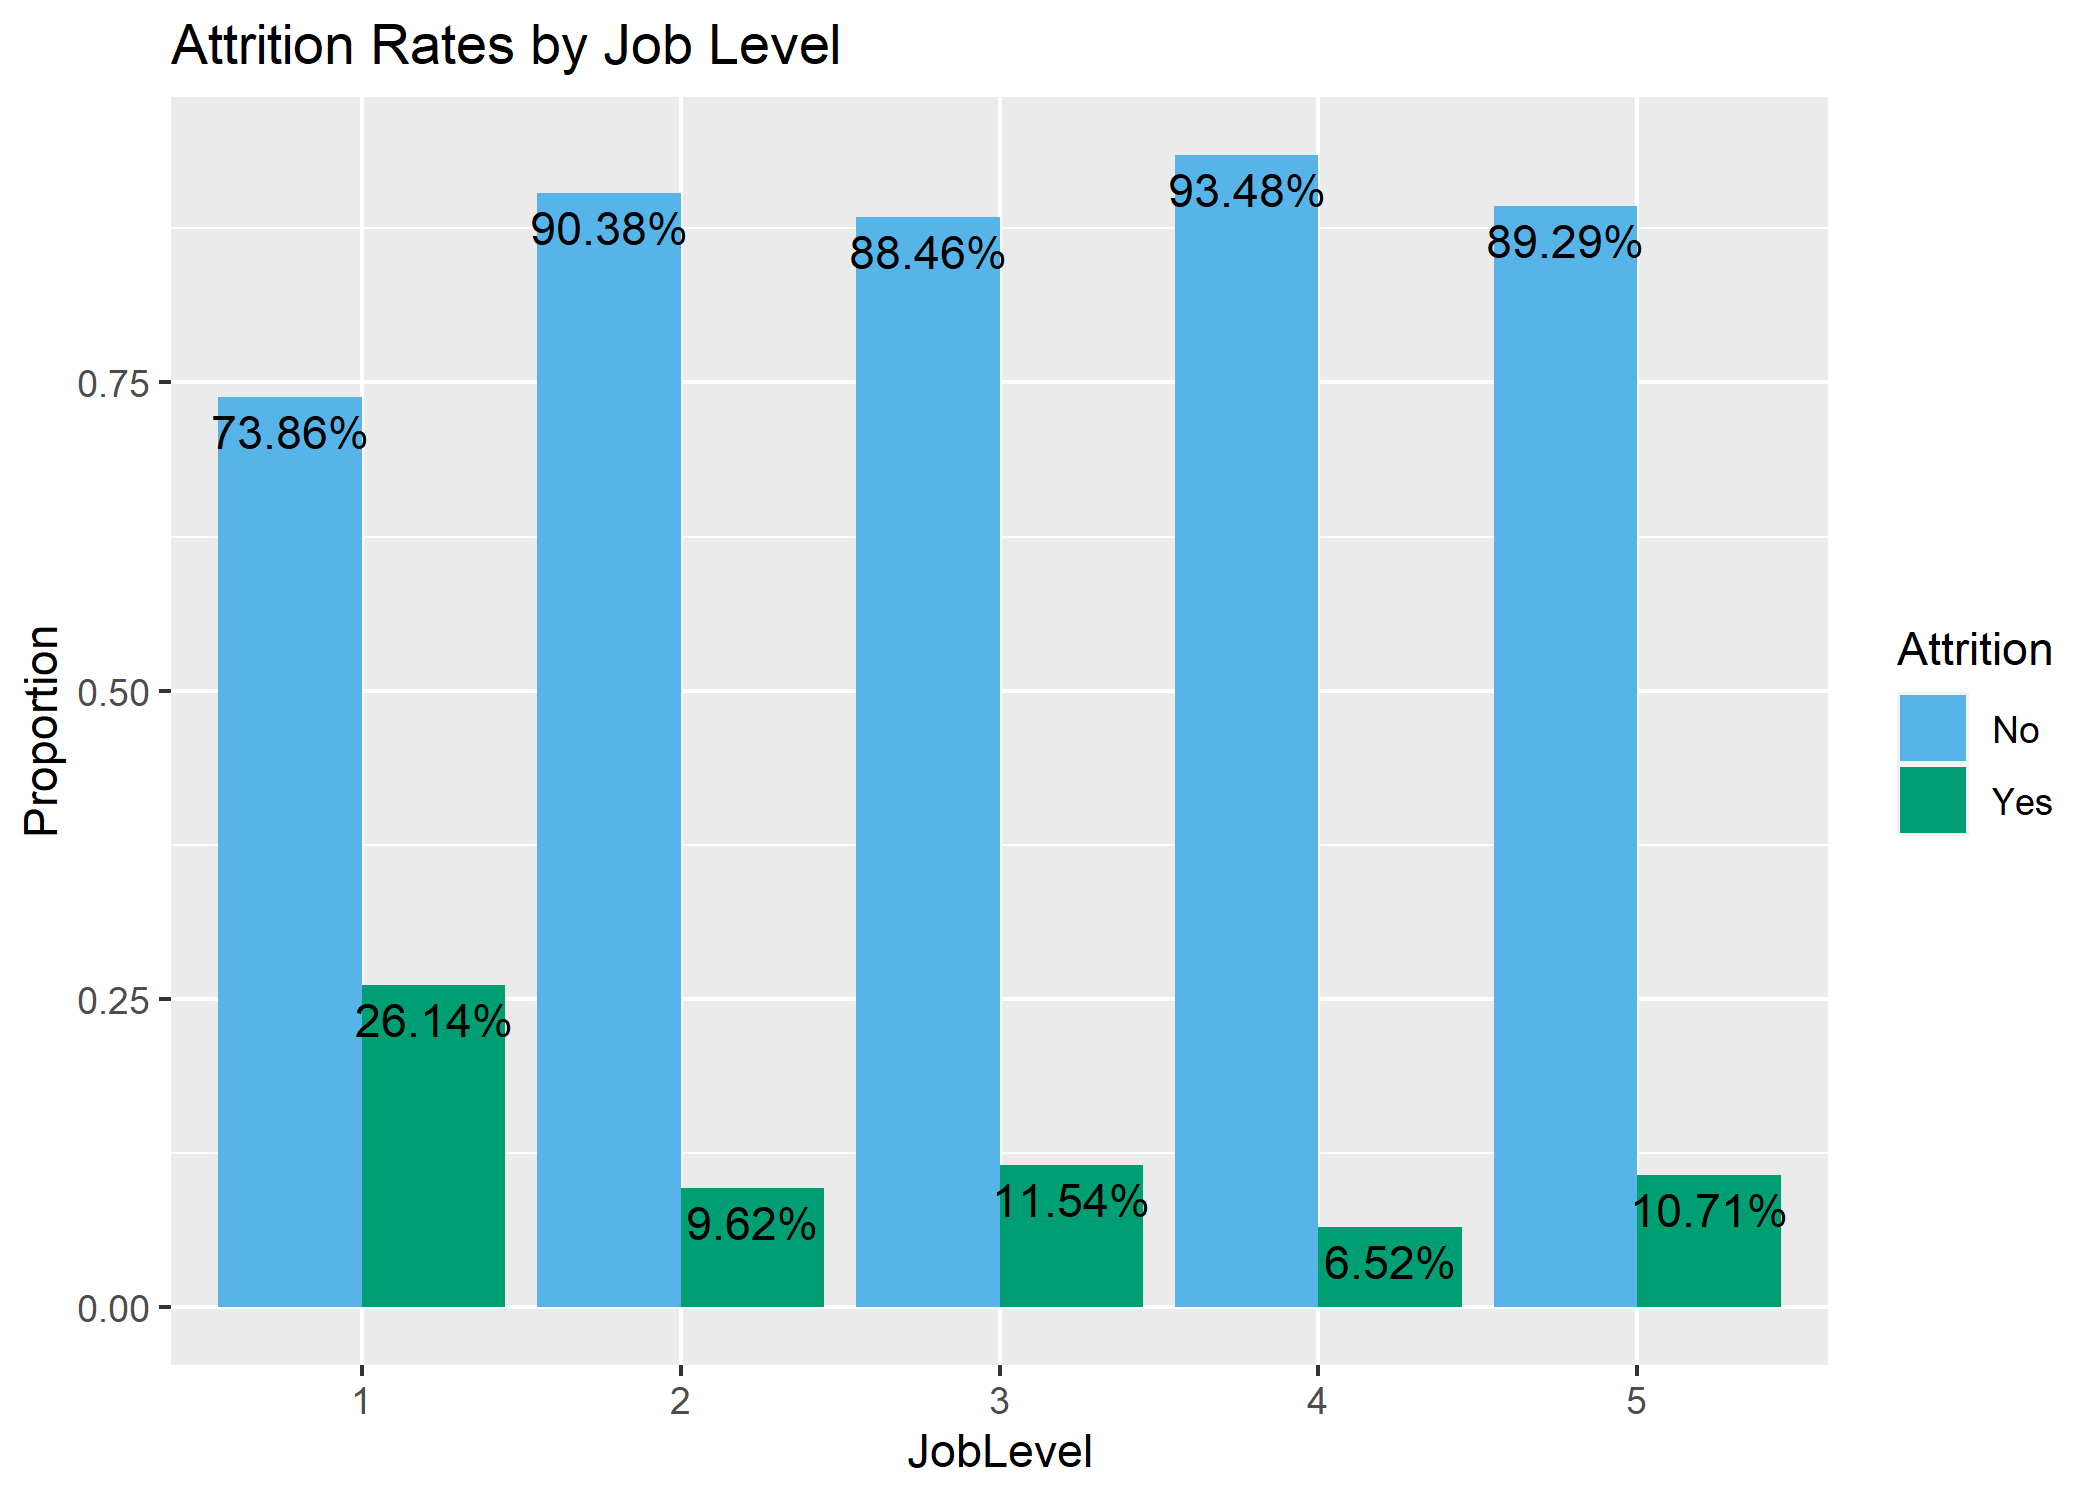 Attrition Rates by Job Level
93.48%
90.38%
89.29%
88.46%
0.75
73.86%
Proportion
Attrition
0.50
No
Yes
0.25
26.14%
11.54%
10.71%
9.62%
6.52%
0.00
1 2 3 4 5
JobLevel